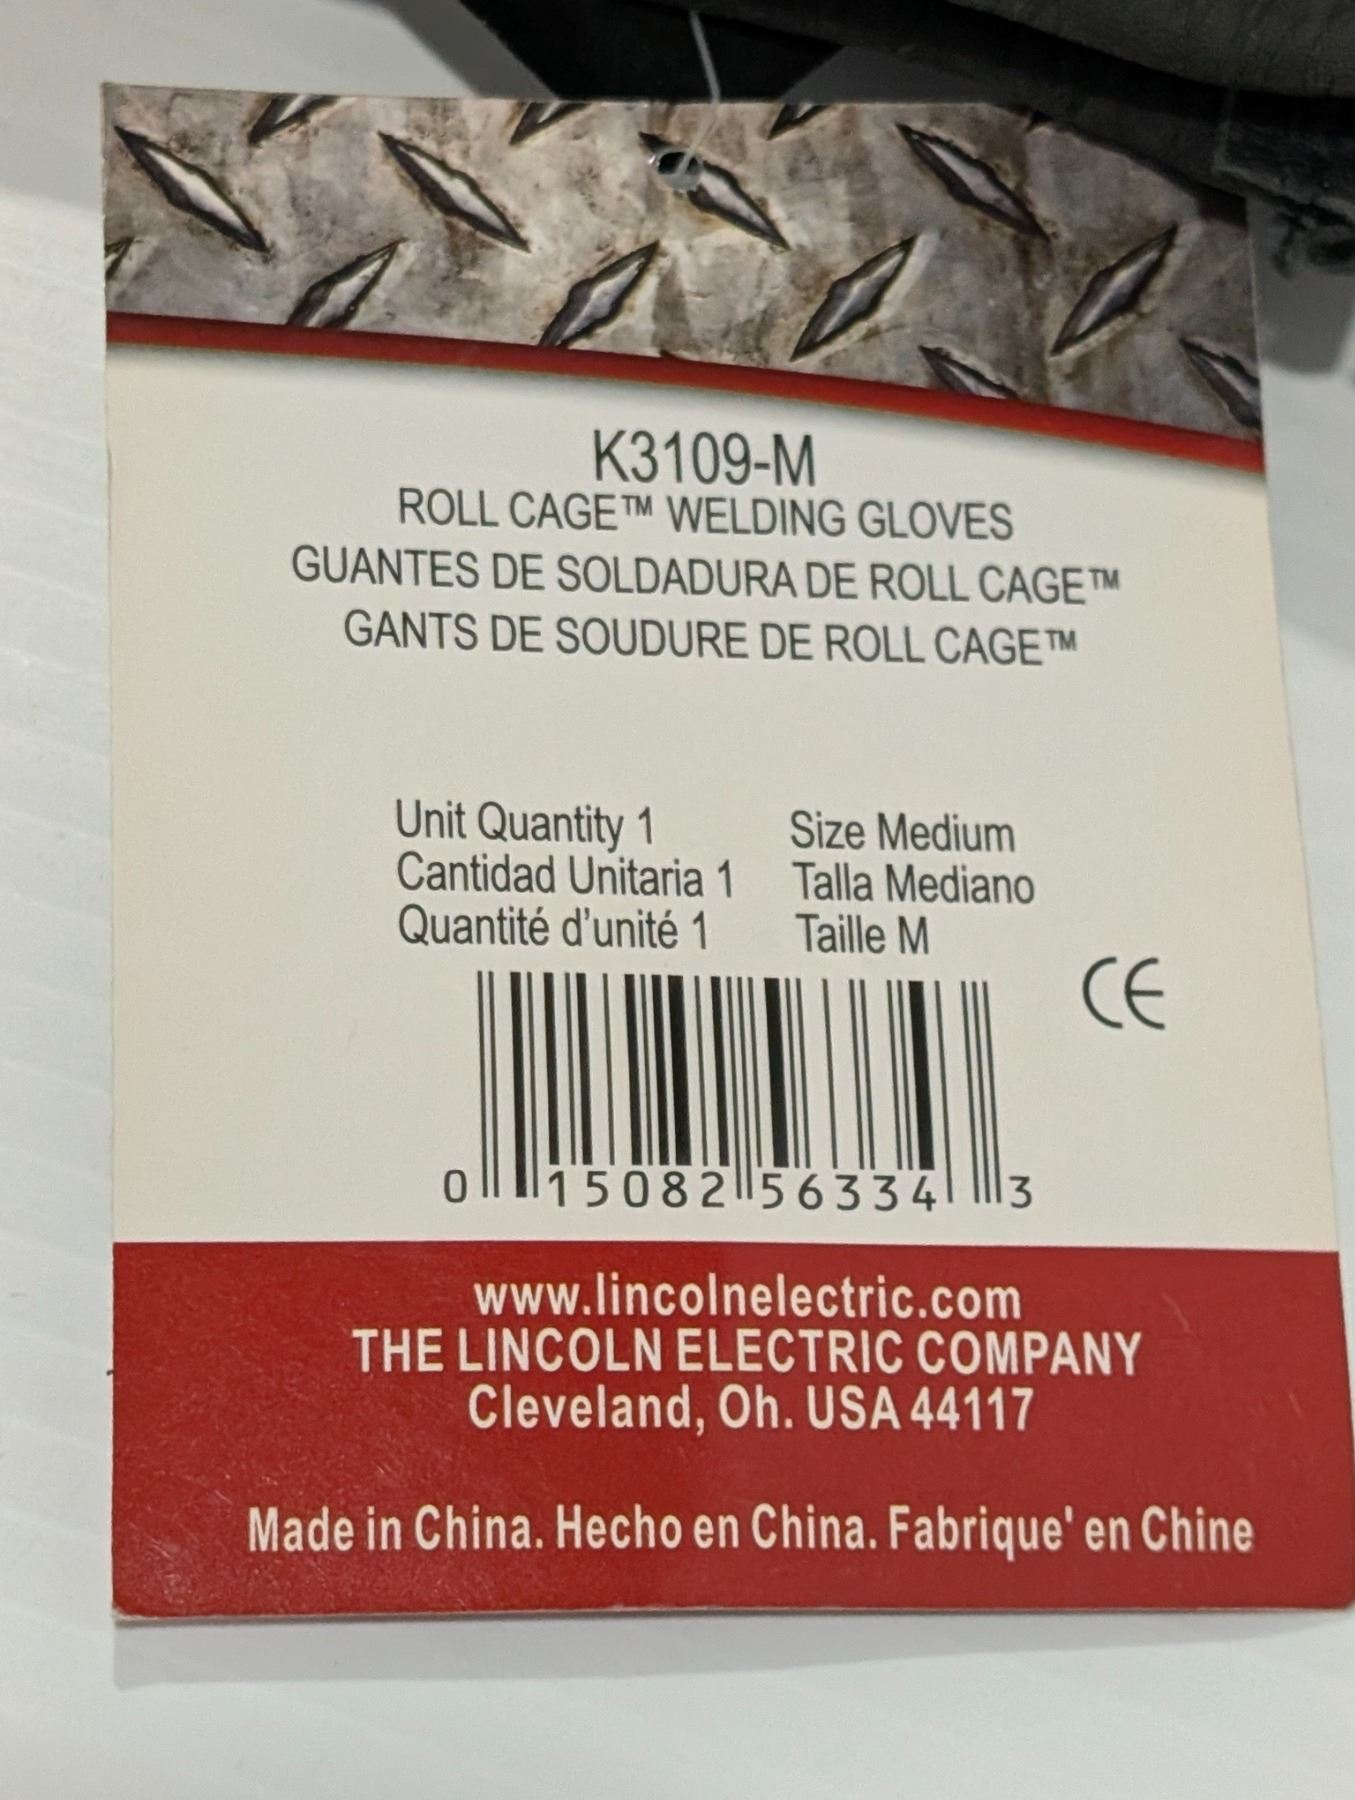 K3109-M
ROLL CAGE™ WELDING GLOVES
GUANTES DE SOLDADURA DE ROLL CAGE™
GANTS DE SOUDURE DE ROLL CAGE™
Unit Quantity 1
Cantidad Unitaria 1
Quantité d'unité 1
Size Medium
Talla Mediano
Taille M
CE
0 15082 56334 3
www.lincolnelectric.com
THE LINCOLN ELECTRIC COMPANY
Cleveland, Oh. USA 44117
Made in China. Hecho en China. Fabrique' en Chine